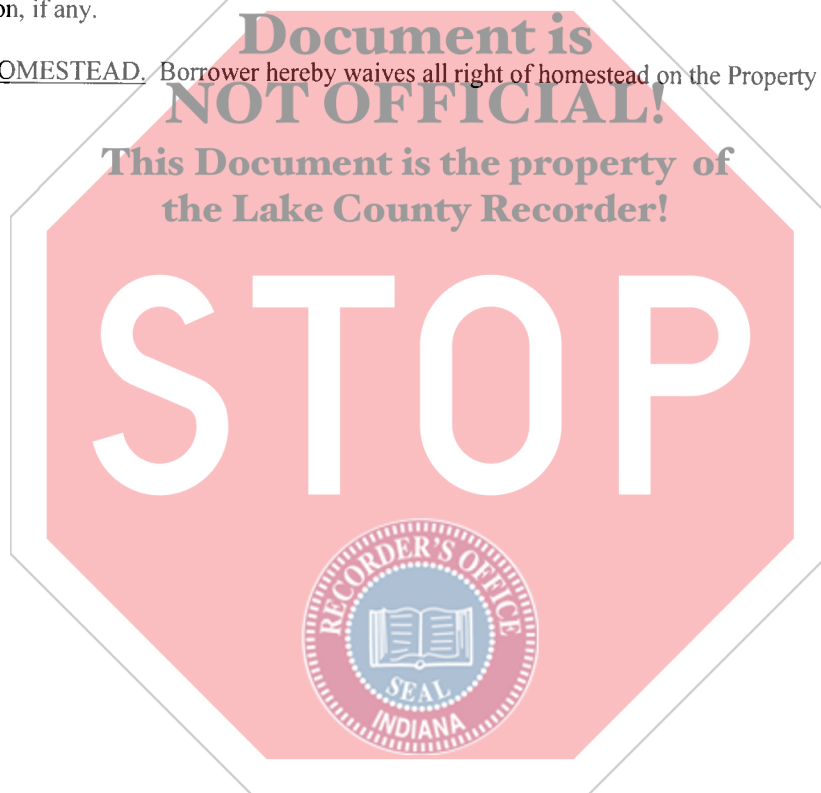 on, if any.
Document is
OMESTEAD. Borrower hereby waives all right of homestead on the Property
NOT OFFICIAL!
This Document is the property of
the Lake County Recorder!
STOP
RECORDER'S OFFICE
SEAL
INDIANA